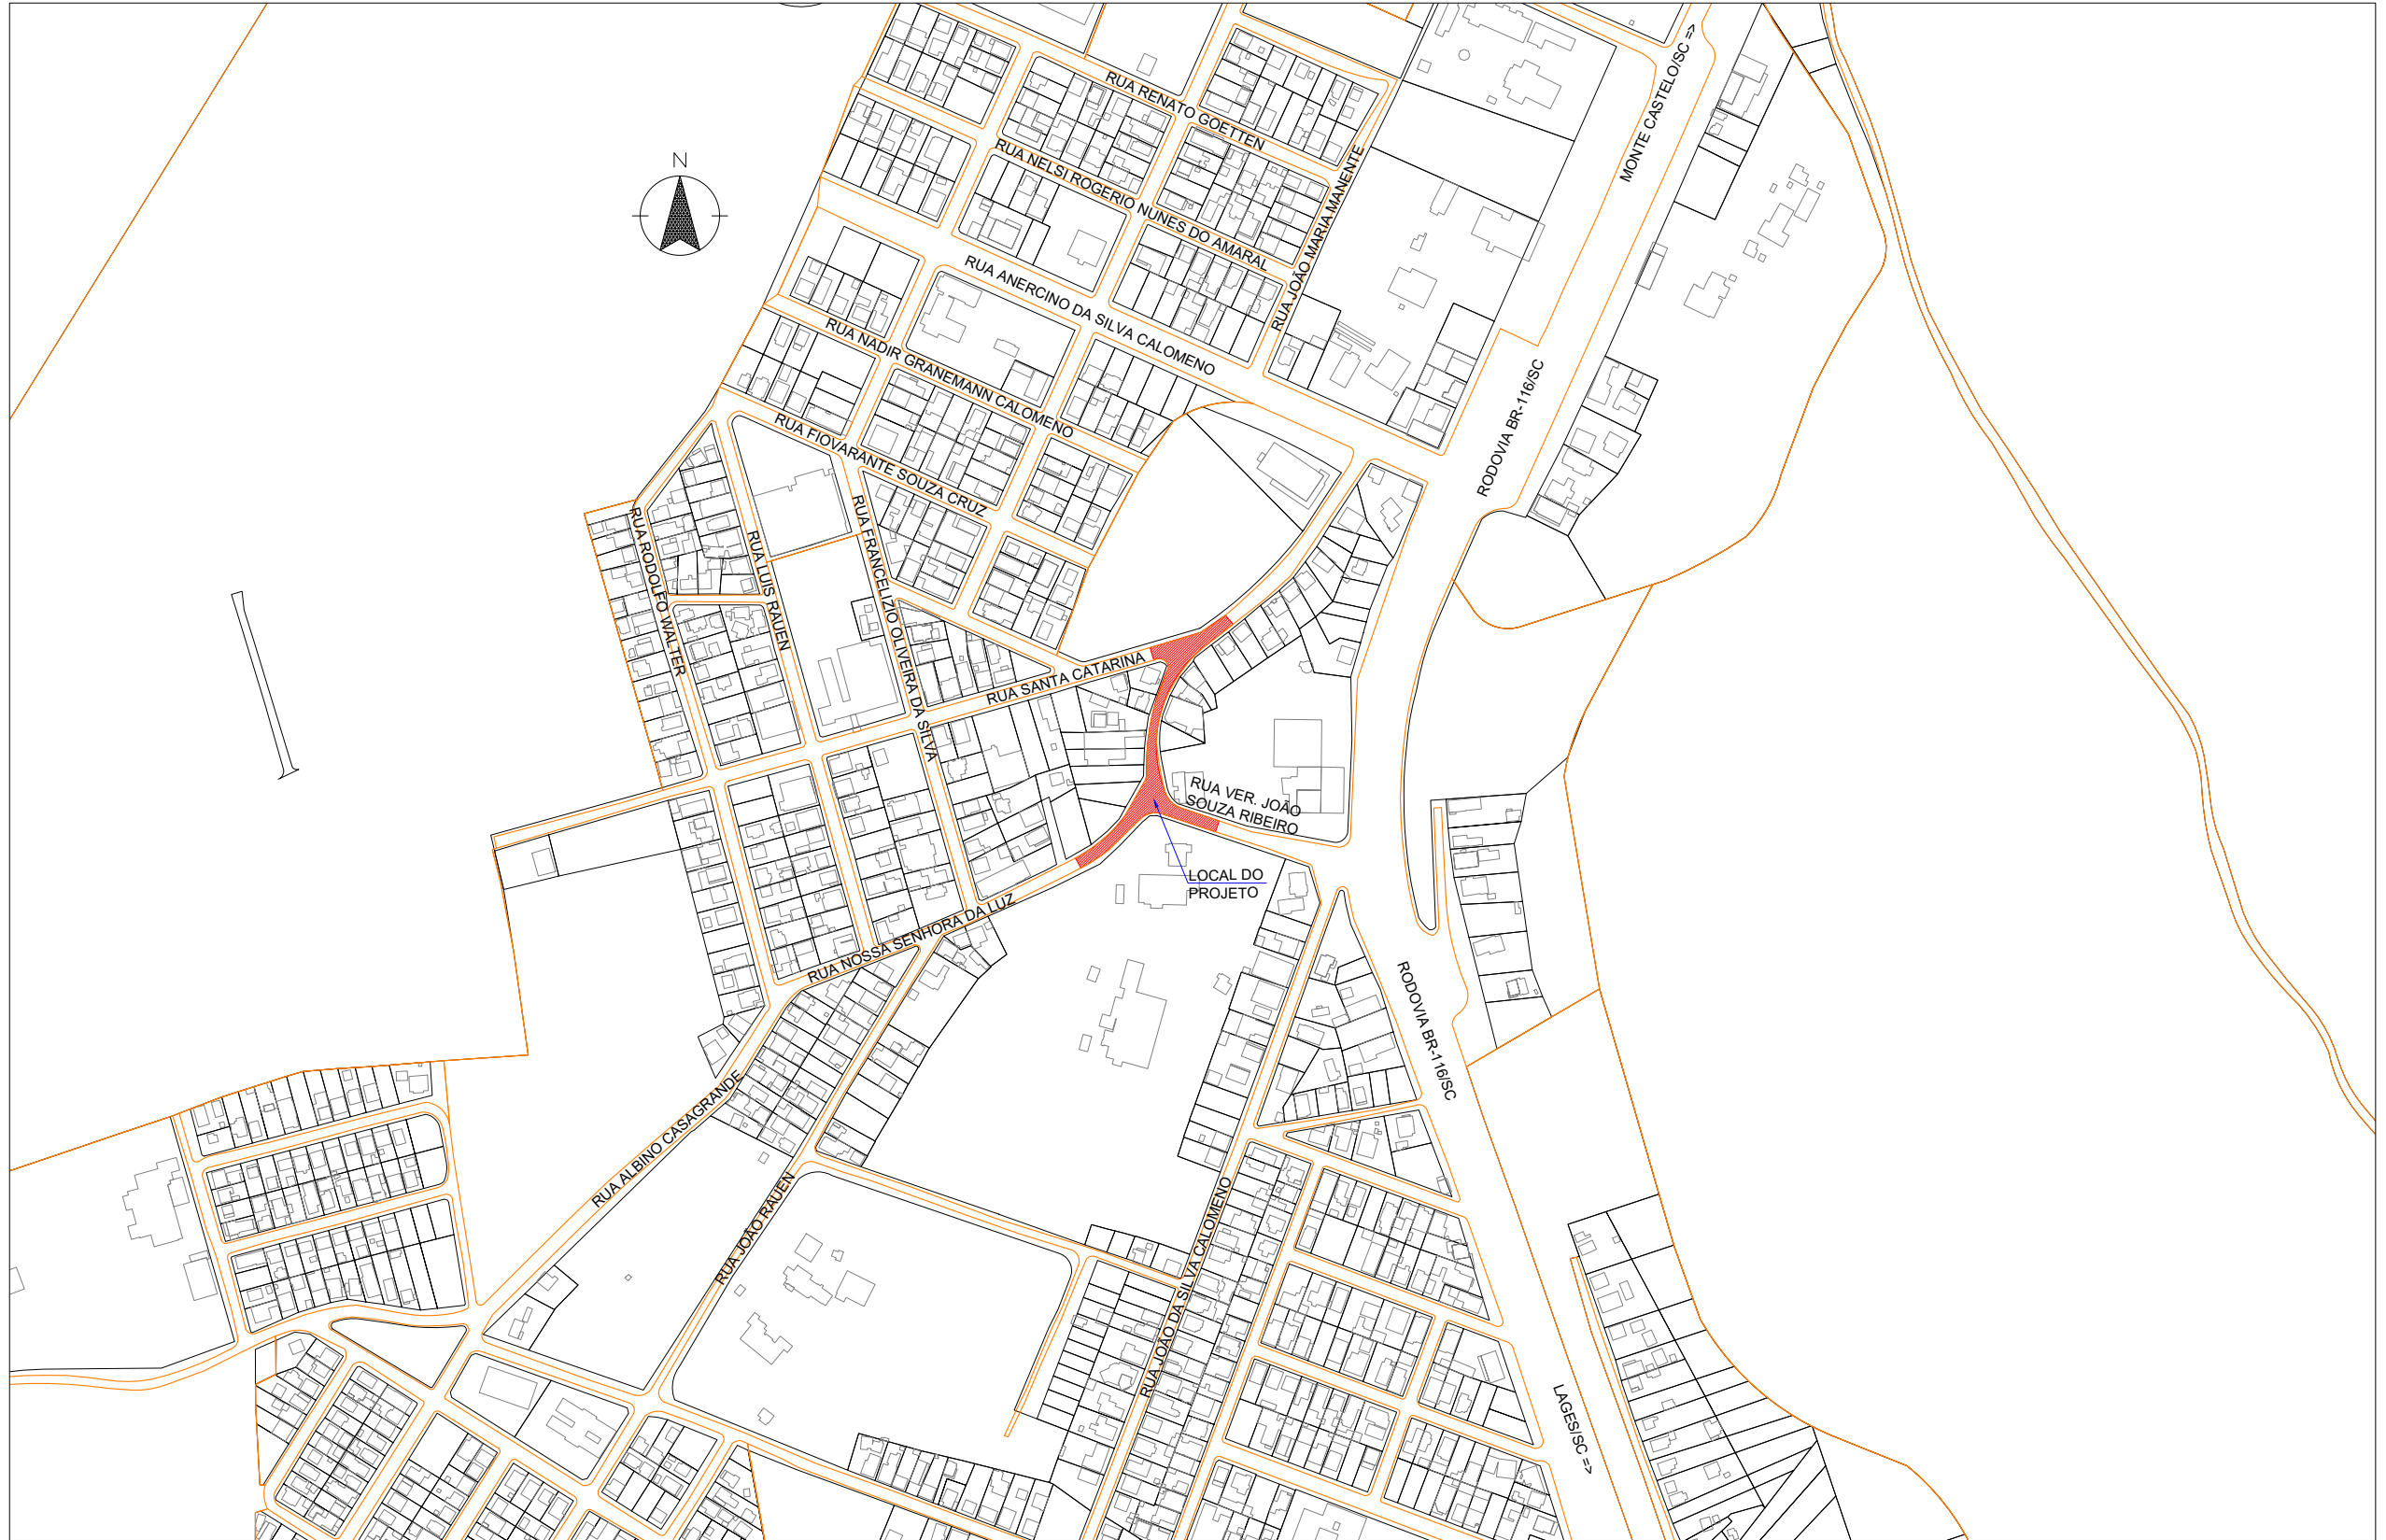 MONTE CASTELO/SC =>
RUA RENATO GOETTEN
N
RUA NELSI ROGERIO NUNES DO AMARAL
RUA JOÃO MARIA MANENTE
RUA ANERCINO DA SILVA CALOMENO
RUA NADIR GRANEMANN CALOMENO
RODOVIA BR-116/SC
RUA FIOVARANTE SOUZA CRUZ
RUA RODOLFO WALTER
RUA LUIS RAUEN
RUA FRANCELIZIO OLIVEIRA DA SILVA
RUA SANTA CATARINA
RUA VER. JOÃO
SOUZA RIBEIRO
LOCAL DO
PROJETO
RUA NOSSA SENHORA DA LUZ
RODOVIA BR-116/SC
RUA ALBINO CASAGRANDE
RUA JOÃO RAUEN
RUA JOÃO DA SILVA CALOMENO
LAGES/SC =>